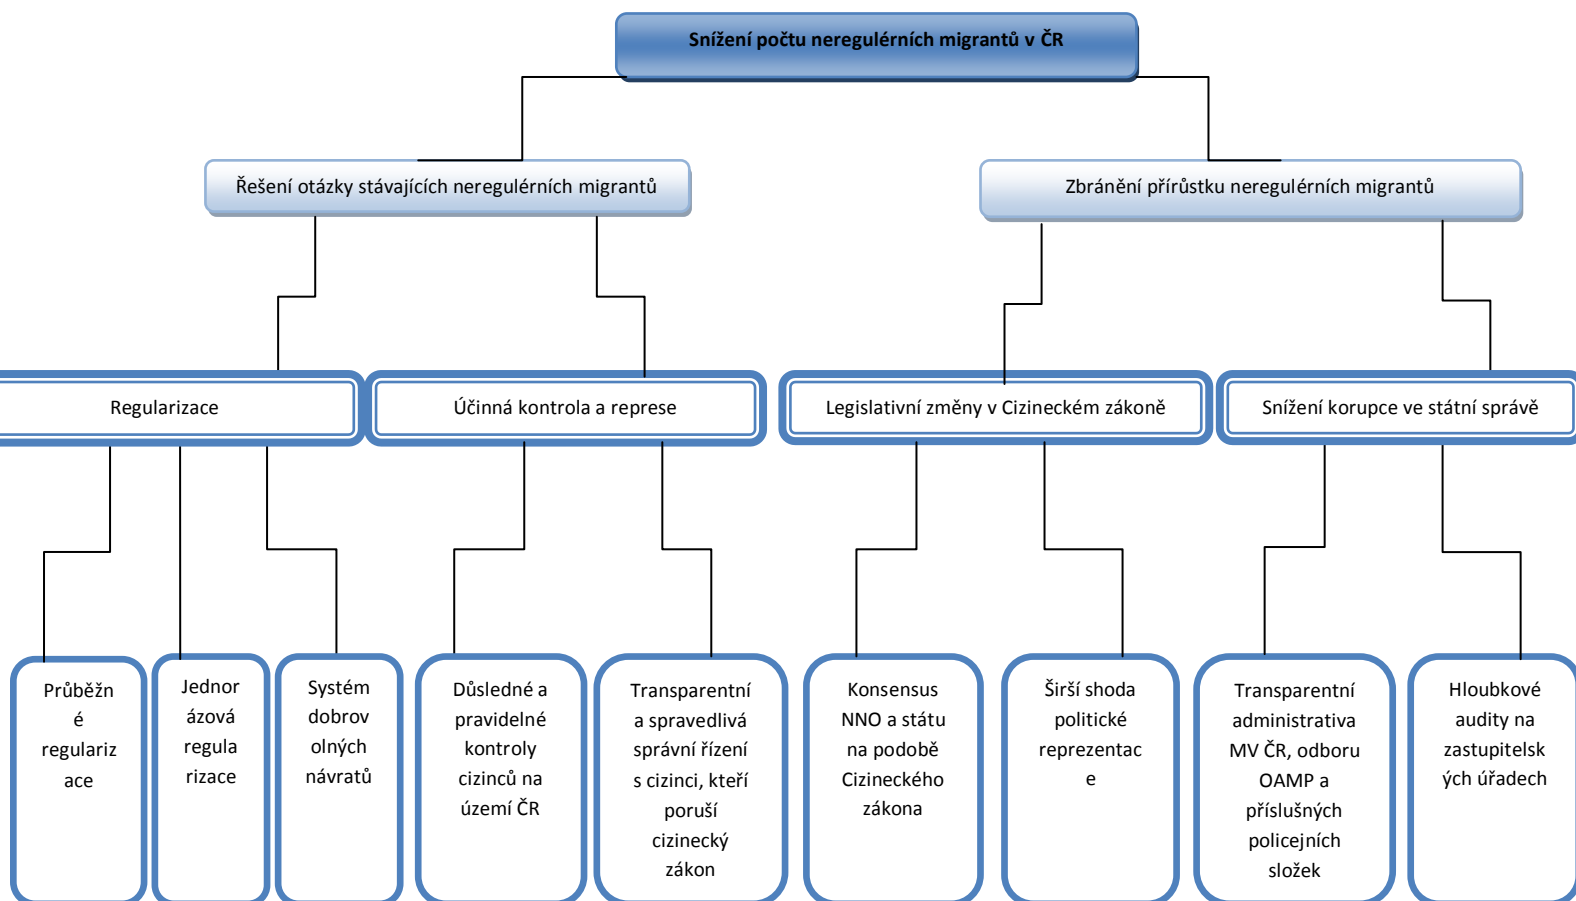 Snížení počtu neregulérních migrantů v ČR
Řešení otázky stávajících neregulérních migrantů
Zbránění přírůstku neregulérních migrantů
Regularizace
Účinná kontrola a represe
Legislativní změny v Cizineckém zákoně
Snížení korupce ve státní správě
Průběžn
é
regulariz
ace
Jednor
ázová
regula
rizace
Systém
dobrov
olných
návratů
Důsledné a
pravidelné
kontroly
cizinců na
území ČR
Transparentní
a spravedlivá
správní řízení
s cizinci, kteří
poruší
cizinecký
zákon
Konsensus
NNO a státu
na podobě
Cizineckého
zákona
Širší shoda
politické
reprezentac
e
Transparentní
administrativa
MV ČR, odboru
OAMP a
příslušných
policejních
složek
Hloubkové
audity na
zastupitelsk
ých úřadech